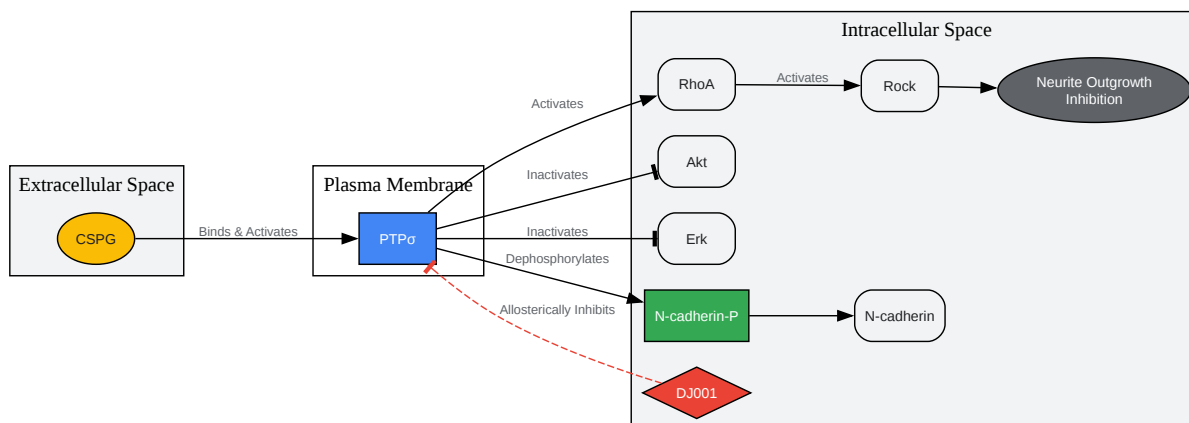 Intracellular Space
RhoA
Activates
Rock
Neurite Outgrowth
Inhibition
Activates
Akt
Extracellular Space
Plasma Membrane
Inactivates
CSPG
Binds & Activates
PTPσ
Inactivates
Erk
Dephosphorylates
Allosterically Inhibits
N-cadherin-P
N-cadherin
DJ001